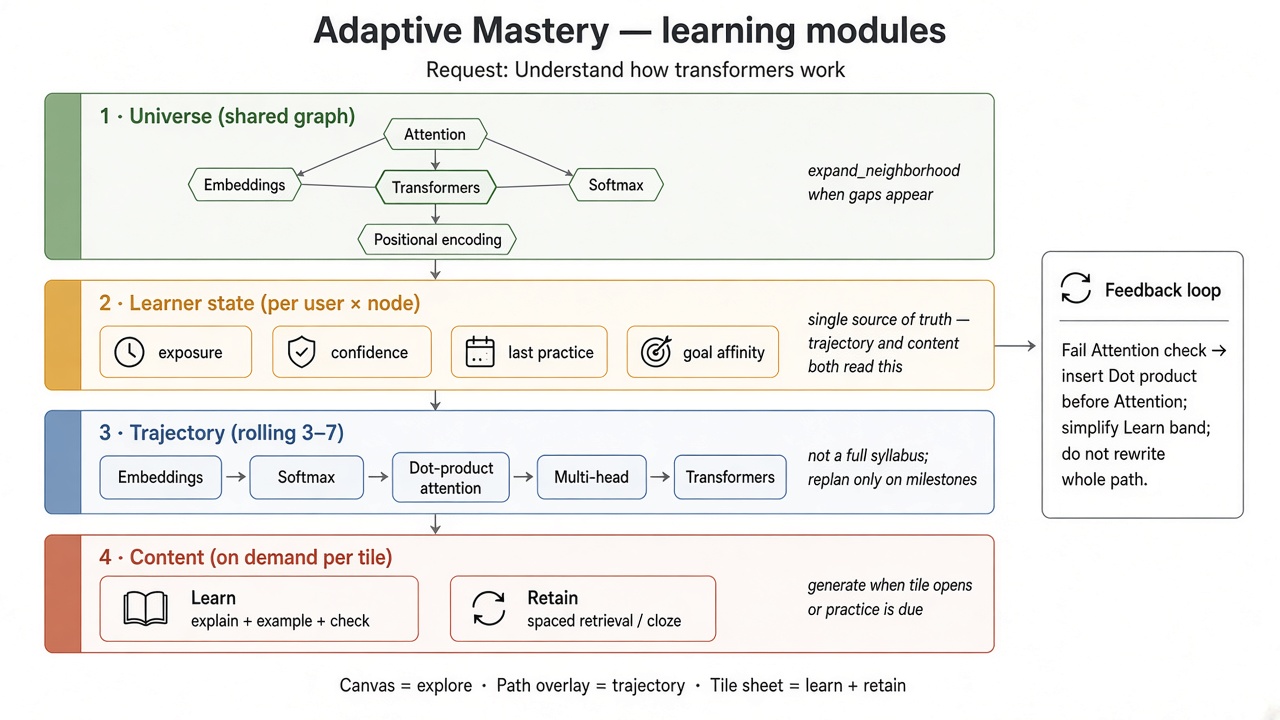 Adaptive Mastery — learning modules
Request: Understand how transformers work
1 · Universe (shared graph)
Attention
Embeddings
Transformers
Softmax
Positional encoding
expand_neighborhood
when gaps appear
2 · Learner state (per user × node)
exposure
confidence
last practice
goal affinity
single source of truth —
trajectory and content
both read this
3 · Trajectory (rolling 3–7)
Embeddings
Softmax
Dot-product
attention
Multi-head
Transformers
not a full syllabus;
replan only on milestones
4 · Content (on demand per tile)
Learn
explain + example + check
Retain
spaced retrieval / cloze
generate when tile opens
or practice is due
Feedback loop
Fail Attention check →
insert Dot product
before Attention;
simplify Learn band;
do not rewrite
whole path.
Canvas = explore · Path overlay = trajectory · Tile sheet = learn + retain